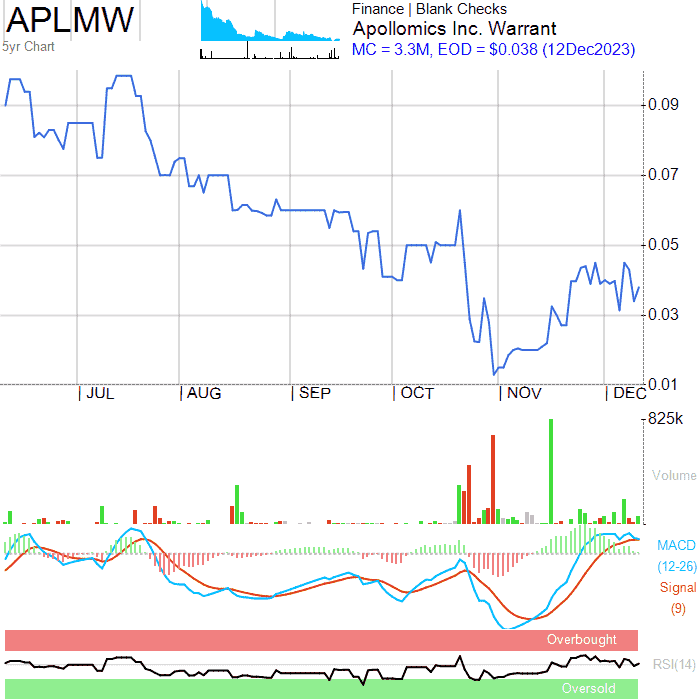 APLMW
5yr Chart
Finance | Blank Checks
Apollomics Inc. Warrant
MC = 3.3M, EOD = $0.038 (12Dec2023)
0.09
0.07
0.05
0.03
0.01
| JUL | AUG | SEP | OCT | NOV | DEC
825k
Volume
MACD
(12-26)
Signal
(9)
Overbought
RSI(14)
Oversold